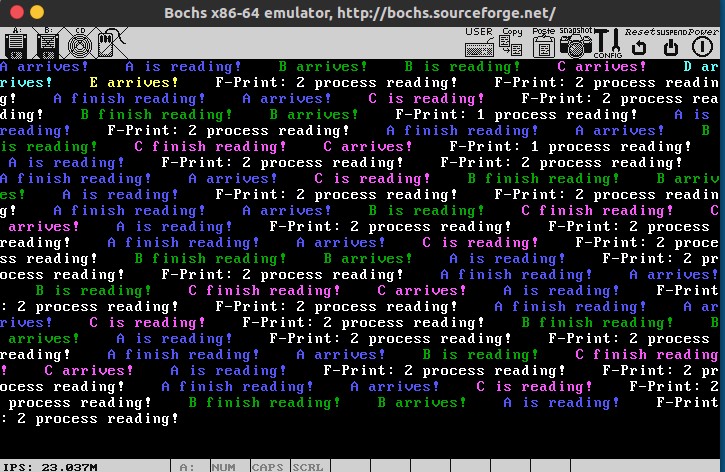 Bochs x86-64 emulator, http://bochs.sourceforge.net/
A: B: CD USER Copy Paste snapshot CONFIG Reset SUSPEND Power
A arrives! A is reading! B arrives! B is reading! C arrives! D ar
rives! E arrives! F-Print: 2 process reading! F-Print: 2 process readin
g! A finish reading! A arrives! C is reading! F-Print: 2 process rea
ding! B finish reading! B arrives! F-Print: 1 process reading! A is
reading! F-Print: 2 process reading! A finish reading! A arrives! B
is reading! C finish reading! C arrives! F-Print: 1 process reading!
A is reading! F-Print: 2 process reading! F-Print: 2 process reading!
A finish reading! A arrives! C is reading! B finish reading! B arriv
es! A is reading! F-Print: 2 process reading! F-Print: 2 process readin
g! A finish reading! A arrives! B is reading! C finish reading! C
arrives! A is reading! F-Print: 2 process reading! F-Print: 2 process
reading! A finish reading! A arrives! C is reading! F-Print: 2 proce
ss reading! B finish reading! B arrives! A is reading! F-Print: 2 pr
ocess reading! F-Print: 2 process reading! A finish reading! A arrives!
B is reading! C finish reading! C arrives! A is reading! F-Print
: 2 process reading! F-Print: 2 process reading! A finish reading! A ar
rives! C is reading! F-Print: 2 process reading! B finish reading! B
arrives! A is reading! F-Print: 2 process reading! F-Print: 2 process
reading! A finish reading! A arrives! B is reading! C finish reading
! C arrives! A is reading! F-Print: 2 process reading! F-Print: 2 pr
ocess reading! A finish reading! A arrives! C is reading! F-Print: 2
process reading! B finish reading! B arrives! A is reading! F-Print
: 2 process reading!
IPS: 23.037M A: NUM CAPS SCRL